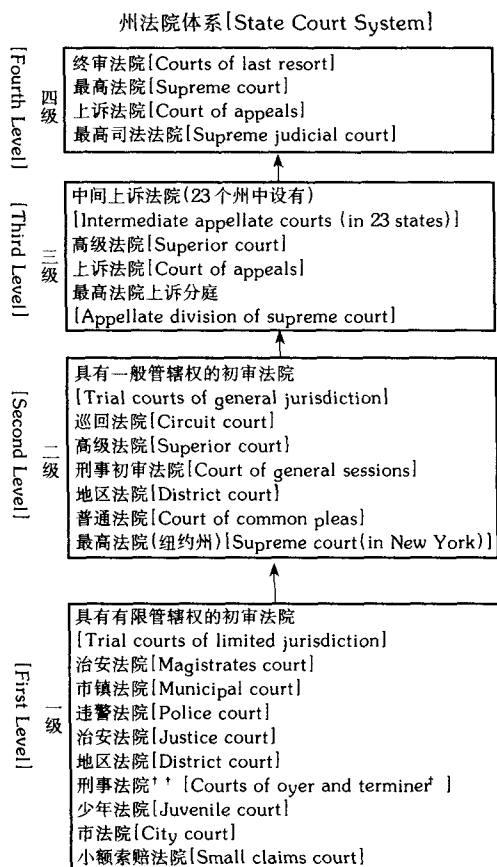 州法院体系[State Court System]
四级
[Fourth Level]
终审法院[Courts of last resort]
最高法院[Supreme court]
上诉法院[Court of appeals]
最高司法法院[Supreme judicial court]
三级
[Third Level]
中间上诉法院(23个州中设有)
[Intermediate appellate courts (in 23 states)]
高级法院[Superior court]
上诉法院[Court of appeals]
最高法院上诉分庭
[Appellate division of supreme court]
二级
[Second Level]
具有一般管辖权的初审法院
[Trial courts of general jurisdiction]
巡回法院[Circuit court]
高级法院[Superior court]
刑事初审法院[Court of general sessions]
地区法院[District court]
普通法院[Court of common pleas]
最高法院(纽约州)[Supreme court(in New York)]
一级
[First Level]
具有有限管辖权的初审法院
[Trial courts of limited jurisdiction]
治安法院[Magistrates court]
市镇法院[Municipal court]
违警法院[Police court]
治安法院[Justice court]
地区法院[District court]
刑事法院†† [Courts of oyer and terminer† ]
少年法院[Juvenile court]
市法院[City court]
小额索赔法院[Small claims court]